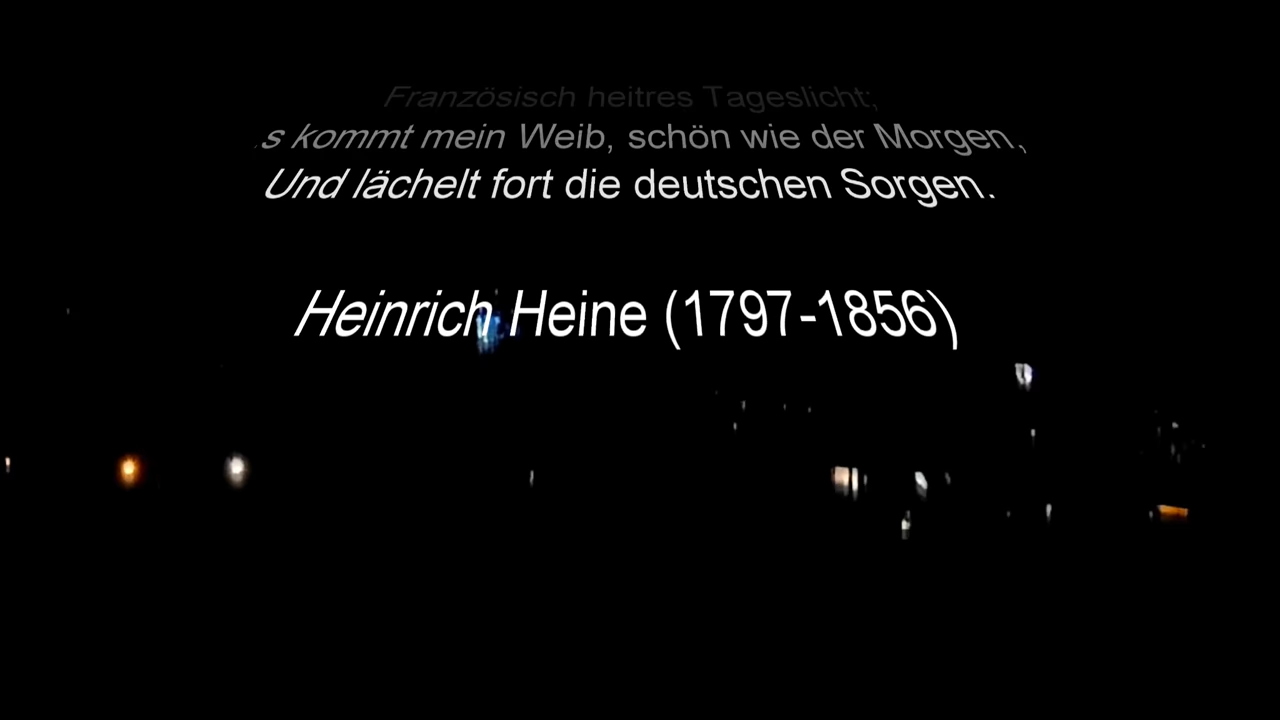 Französisch heitres Tageslicht;
s kommt mein Weib, schön wie der Morgen,
Und lächelt fort die deutschen Sorgen.
Heinrich Heine (1797-1856)